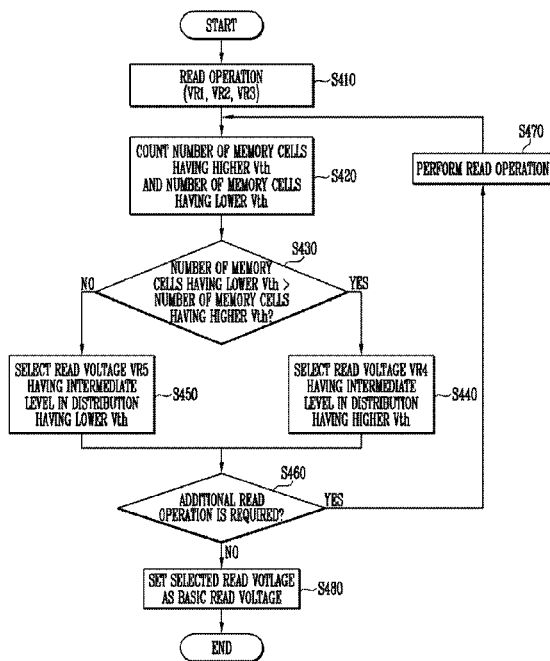 START
READ OPERATION
(VR1, VR2, VR3)
S410
S470
COUNT NUMBER OF MEMORY CELLS
HAVING HIGHER Vth
AND NUMBER OF MEMORY CELLS
HAVING LOWER Vth
S420
PERFORM READ OPERATION
S430
NUMBER OF MEMORY
CELLS HAVING LOWER Vth >
NUMBER OF MEMORY CELLS
HAVING HIGHER Vth?
NO
YES
SELECT READ VOLTAGE VR5
HAVING INTERMEDIATE
LEVEL IN DISTRIBUTION
HAVING LOWER Vth
S450
SELECT READ VOLTAGE VR4
HAVING INTERMEDIATE
LEVEL IN DISTRIBUTION
HAVING HIGHER Vth
S440
S460
ADDITIONAL READ
OPERATION IS REQUIRED?
YES
NO
SET SELECTED READ VOTLAGE
AS BASIC READ VOLTAGE
S480
END